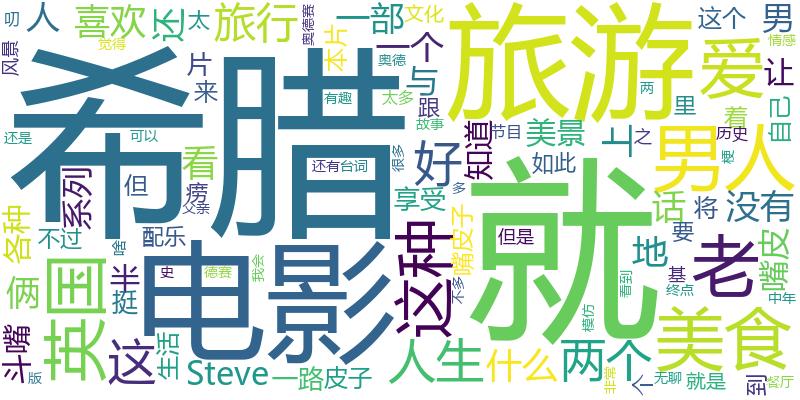 希腊
旅游
就
电影
男人
美食
英国
爱
老
这种
这
两个
人生
好
旅行
喜欢
还
太
一部
文化
这个
男
情感
人
叨
风景
觉得
奥德赛
本片
一个
奥德
与
片
来
有趣
太多
跟
让
两
里
着
自己
还是
可以
看
知道
故事
节目
美景
上
之
历史
梗
如此
很多
还有
台词
系列
但
痨
父亲
享受
多
话
将
没有
各种
不过
啥
配乐
嘴皮子
但是
地
要
嘴皮
俩
半
挺
史
德赛
我会
不多
看到
基
终点
中年
模仿
斗嘴
版
生活
Steve
一路
皮子
什么
非常
个
无聊
就是
到
餐厅